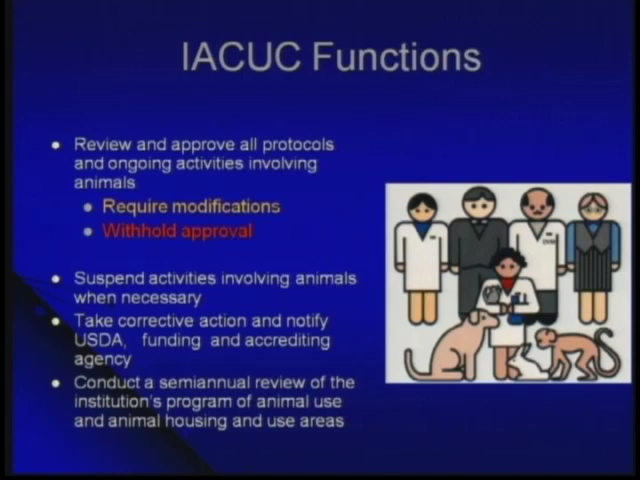 IACUC Functions
Review and approve all protocols
and ongoing activities involving
animals
Require modifications
Withhold approval
Suspend activities involving animals
when necessary
Take corrective action and notify
USDA, funding and accrediting
agency
Conduct a semiannual review of the
institution's program of animal use
and animal housing and use areas